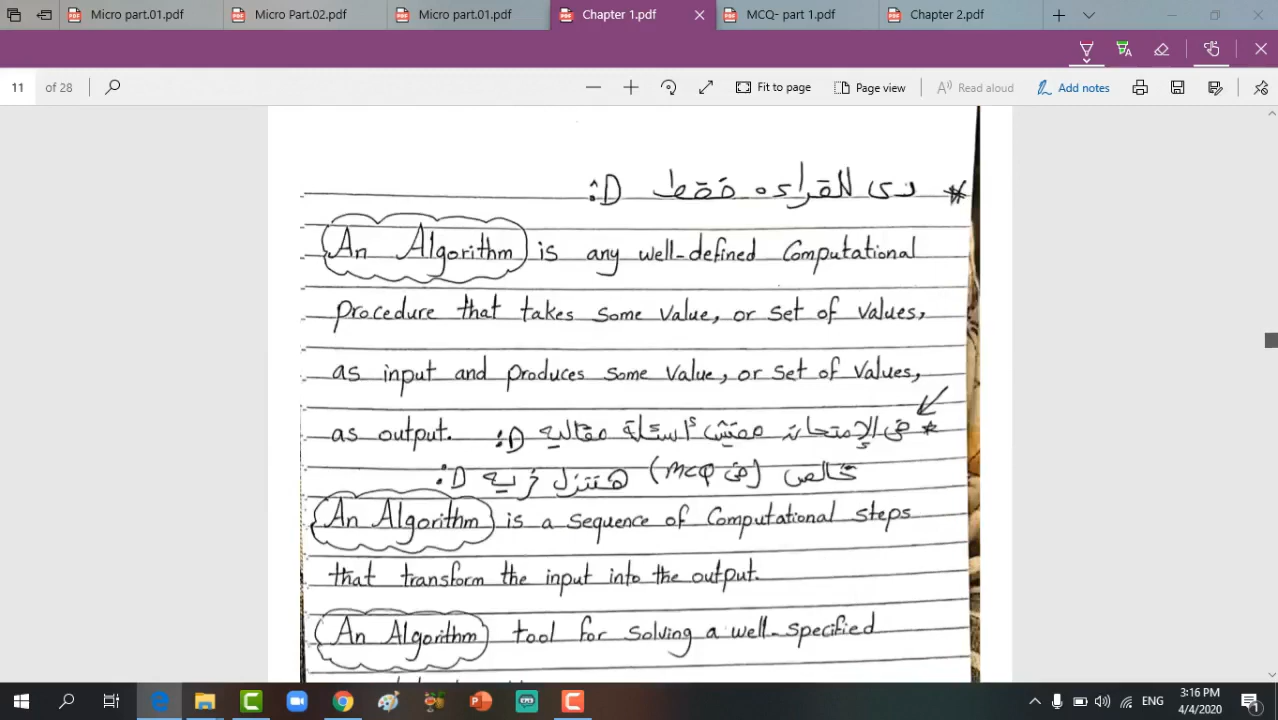 Micro part.01.pdf
Micro Part.02.pdf
Micro part.01.pdf
Chapter 1.pdf
MCQ- part 1.pdf
Chapter 2.pdf
11 of 28
Fit to page
Page view
Read aloud
Add notes
* دى للقراءه فقط :D
An Algorithm is any well-defined Computational
Procedure that takes some value, or set of values,
as input and produces some value, or set of values,
as output. * فى الإمتحان مفيش أسئلة مقاليه :D
خالص (فى MCQ) هتنزل حربيه :D
An Algorithm is a sequence of Computational steps
that transform the input into the output.
An Algorithm tool for solving a well-specified
ENG
3:16 PM
4/4/2020
1